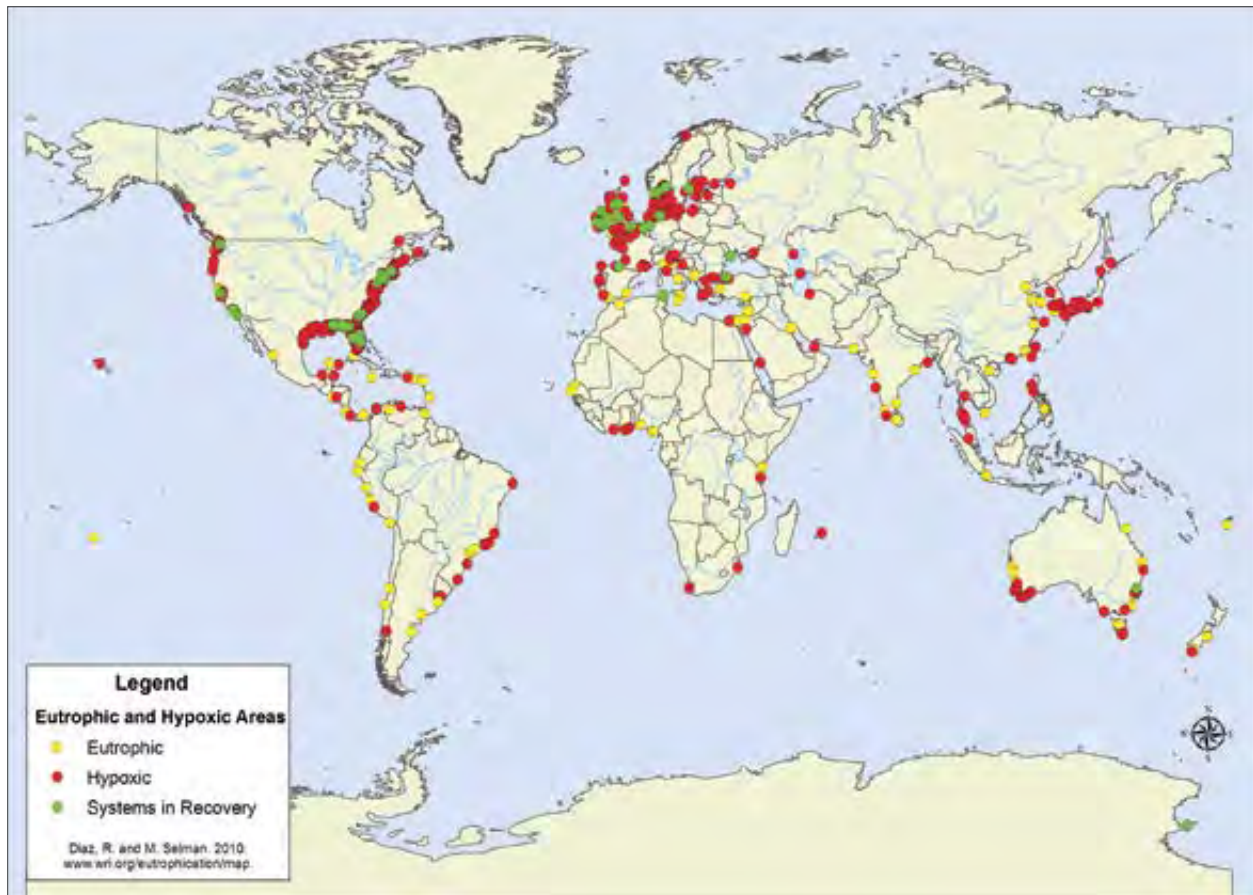 Legend
Eutrophic and Hypoxic Areas
Eutrophic
Hypoxic
Systems in Recovery
Diaz, R. and M. Selman. 2010.
www.wri.org/eutrophication/map.